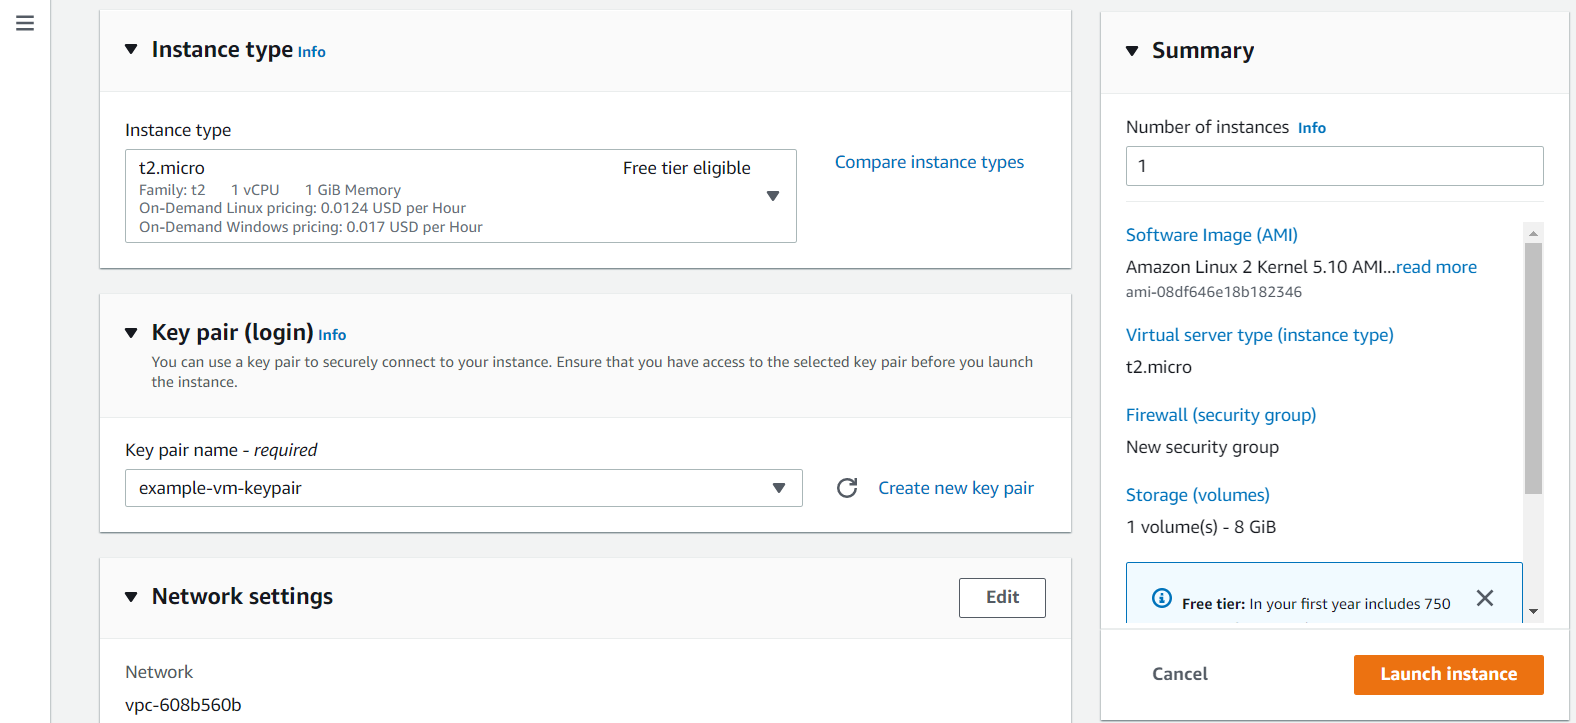 Instance type Info
Instance type
t2.micro Free tier eligible
Family: t2 1 vCPU 1 GiB Memory
On-Demand Linux pricing: 0.0124 USD per Hour
On-Demand Windows pricing: 0.017 USD per Hour
Compare instance types
Key pair (login) Info
You can use a key pair to securely connect to your instance. Ensure that you have access to the selected key pair before you launch
the instance.
Key pair name - required
example-vm-keypair
Create new key pair
Network settings
Edit
Network
vpc-608b560b
Summary
Number of instances Info
1
Software Image (AMI)
Amazon Linux 2 Kernel 5.10 AMI...read more
ami-08df646e18b182346
Virtual server type (instance type)
t2.micro
Firewall (security group)
New security group
Storage (volumes)
1 volume(s) - 8 GiB
Free tier: In your first year includes 750
Cancel
Launch instance